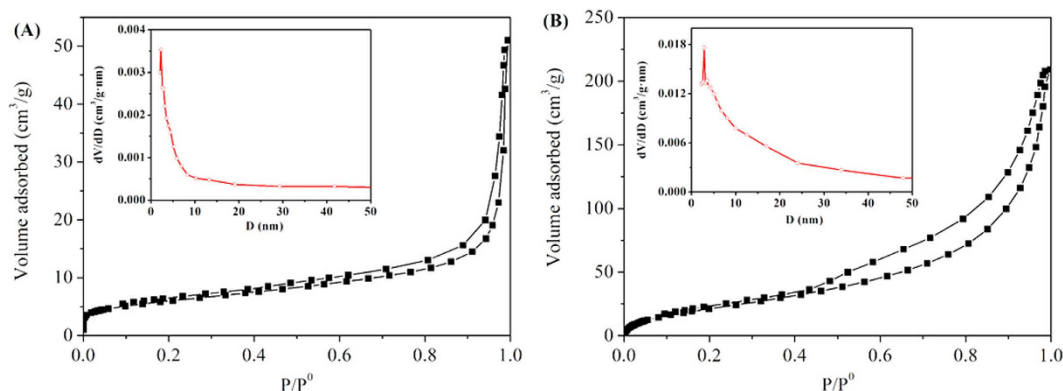 (A)
Volume adsorbed (cm³/g)
50
40
30
20
10
0
0.0 0.2 0.4 0.6 0.8 1.0
P/P⁰
dV/dD (cm³/g·nm)
0.004
0.003
0.002
0.001
0.000
0 10 20 30 40 50
D (nm)
(B)
Volume adsorbed (cm³/g)
250
200
150
100
50
0
0.0 0.2 0.4 0.6 0.8 1.0
P/P⁰
dV/dD (cm³/g·nm)
0.018
0.012
0.006
0.000
0 10 20 30 40 50
D (nm)